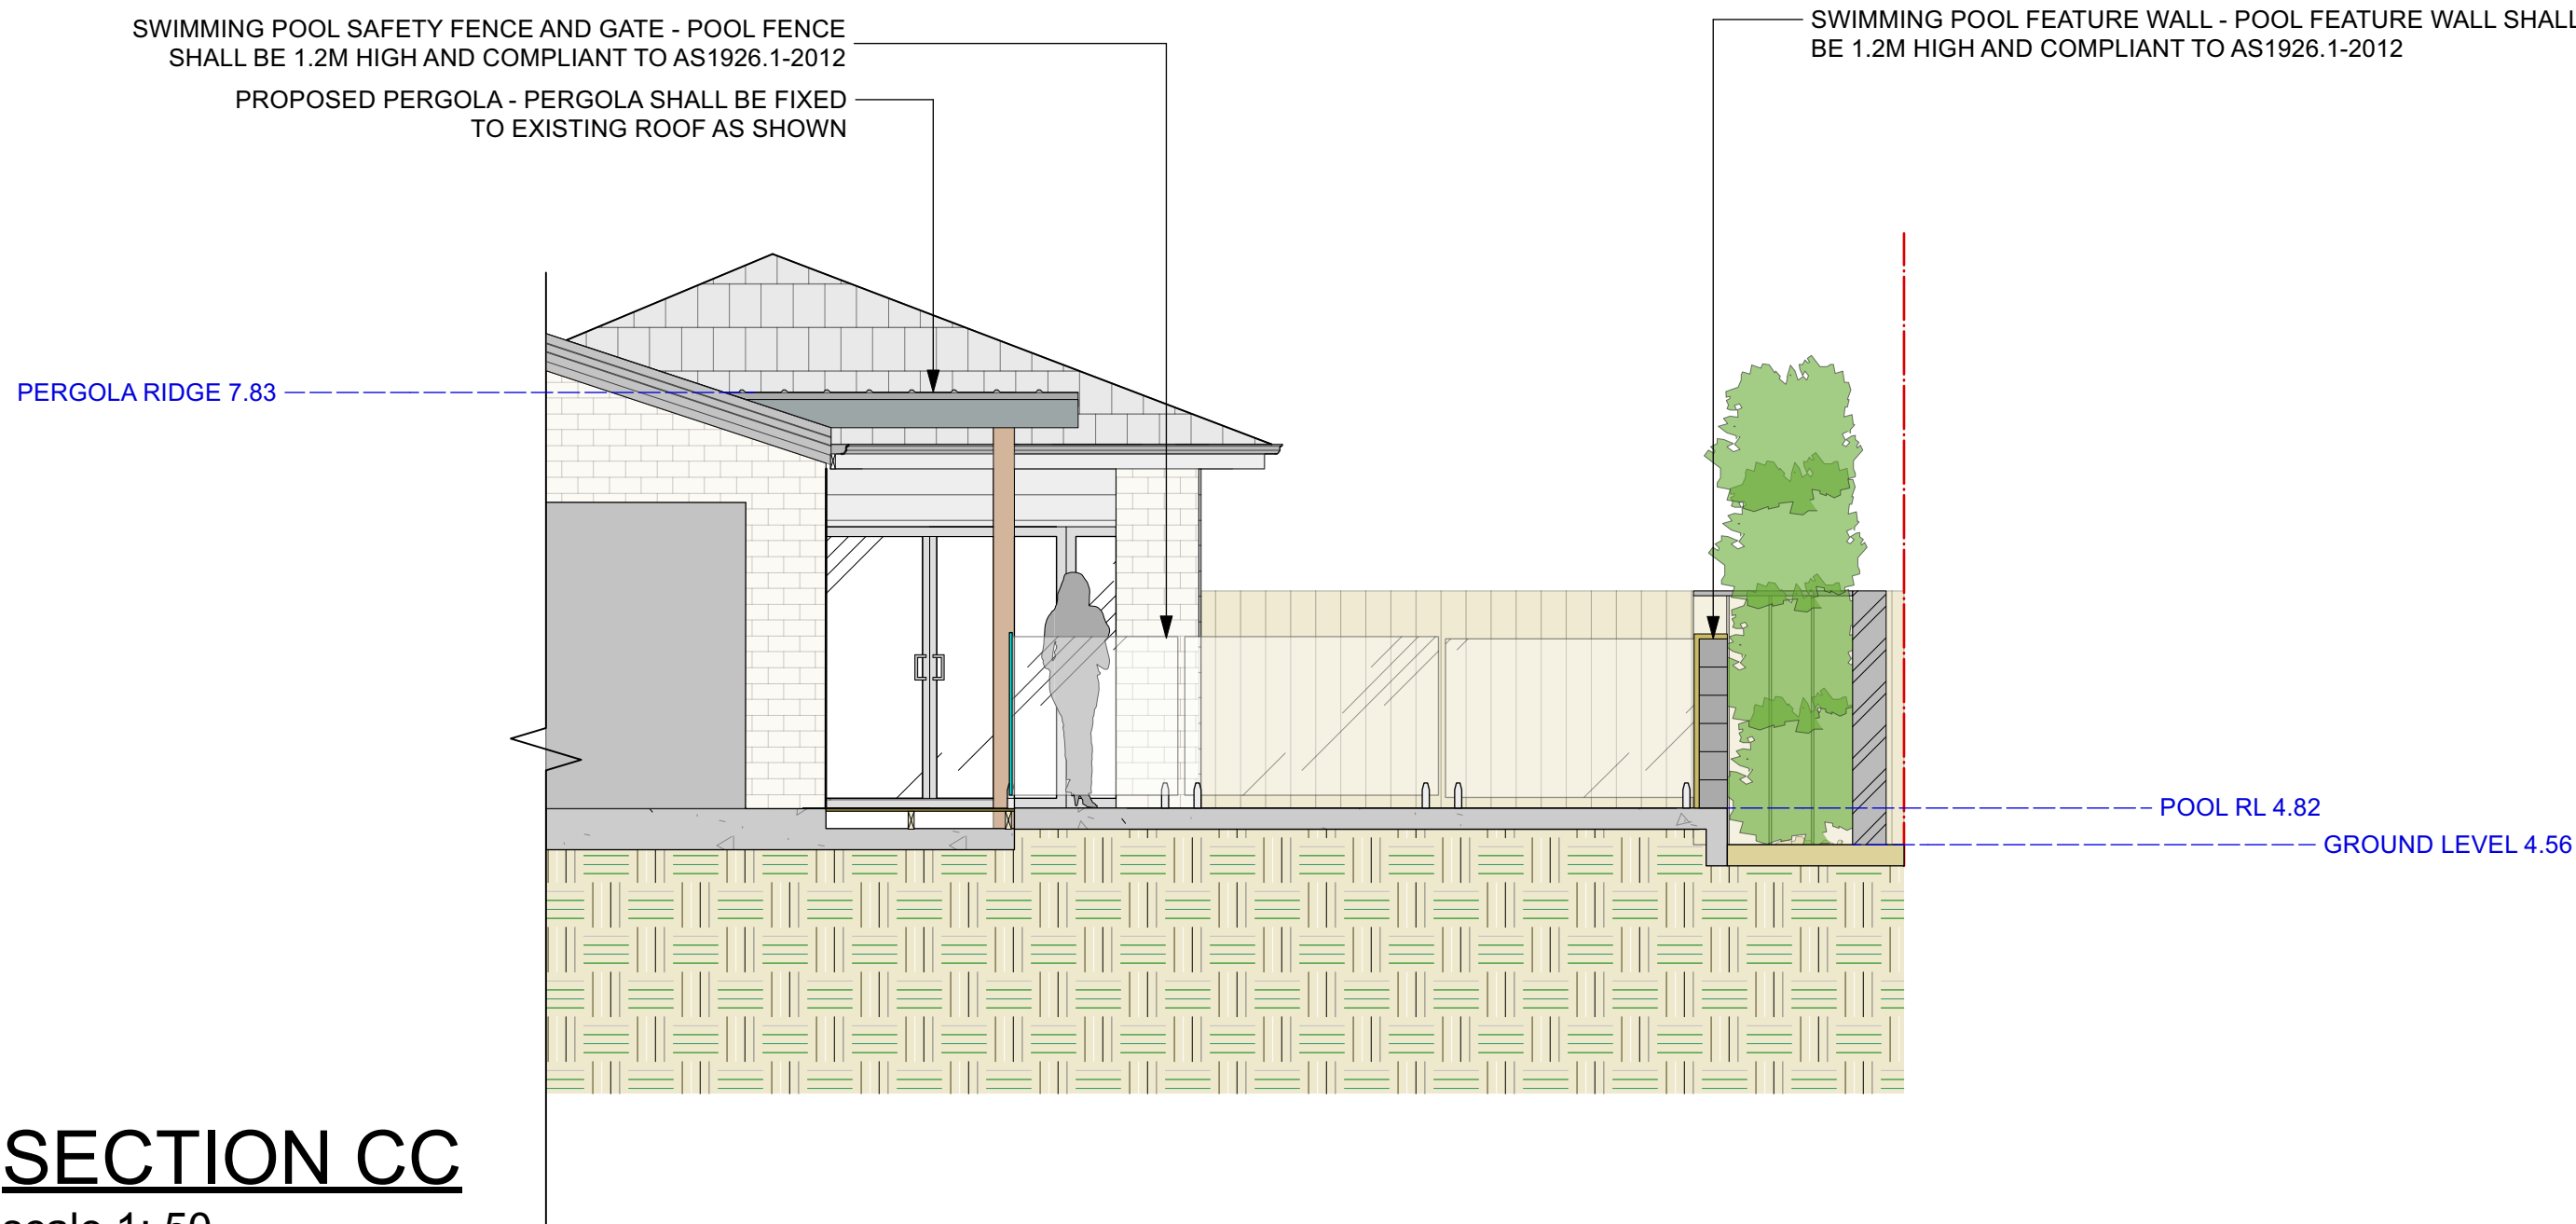 SWIMMING POOL SAFETY FENCE AND GATE - POOL FENCE
SHALL BE 1.2M HIGH AND COMPLIANT TO AS1926.1-2012
PROPOSED PERGOLA - PERGOLA SHALL BE FIXED
TO EXISTING ROOF AS SHOWN
SWIMMING POOL FEATURE WALL - POOL FEATURE WALL SHALL
BE 1.2M HIGH AND COMPLIANT TO AS1926.1-2012
PERGOLA RIDGE 7.83
POOL RL 4.82
GROUND LEVEL 4.56
SECTION CC
scale 1: 50